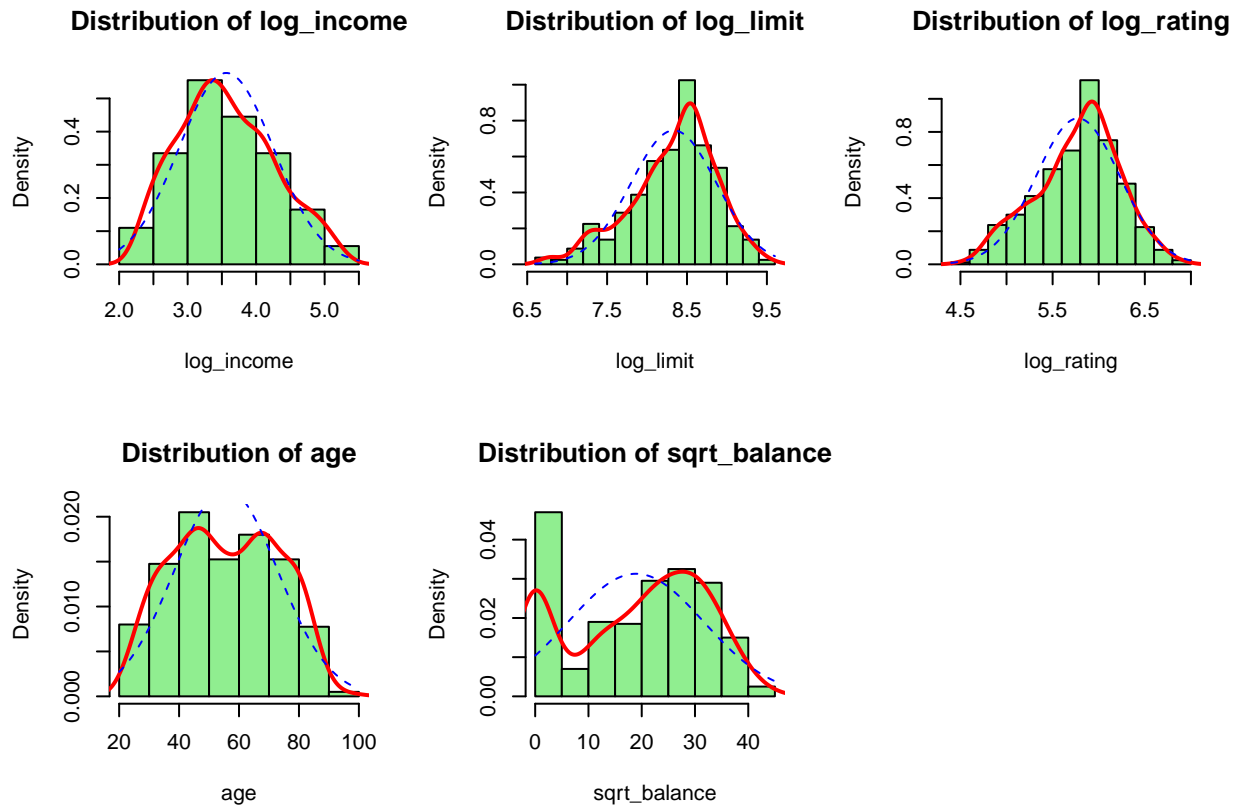 Distribution of log_income
Density
0.0 0.2 0.4
2.0 3.0 4.0 5.0
log_income
Distribution of log_limit
Density
0.0 0.4 0.8
6.5 7.5 8.5 9.5
log_limit
Distribution of log_rating
Density
0.0 0.4 0.8
4.5 5.5 6.5
log_rating
Distribution of age
Density
0.000 0.010 0.020
20 40 60 80 100
age
Distribution of sqrt_balance
Density
0.00 0.02 0.04
0 10 20 30 40
sqrt_balance